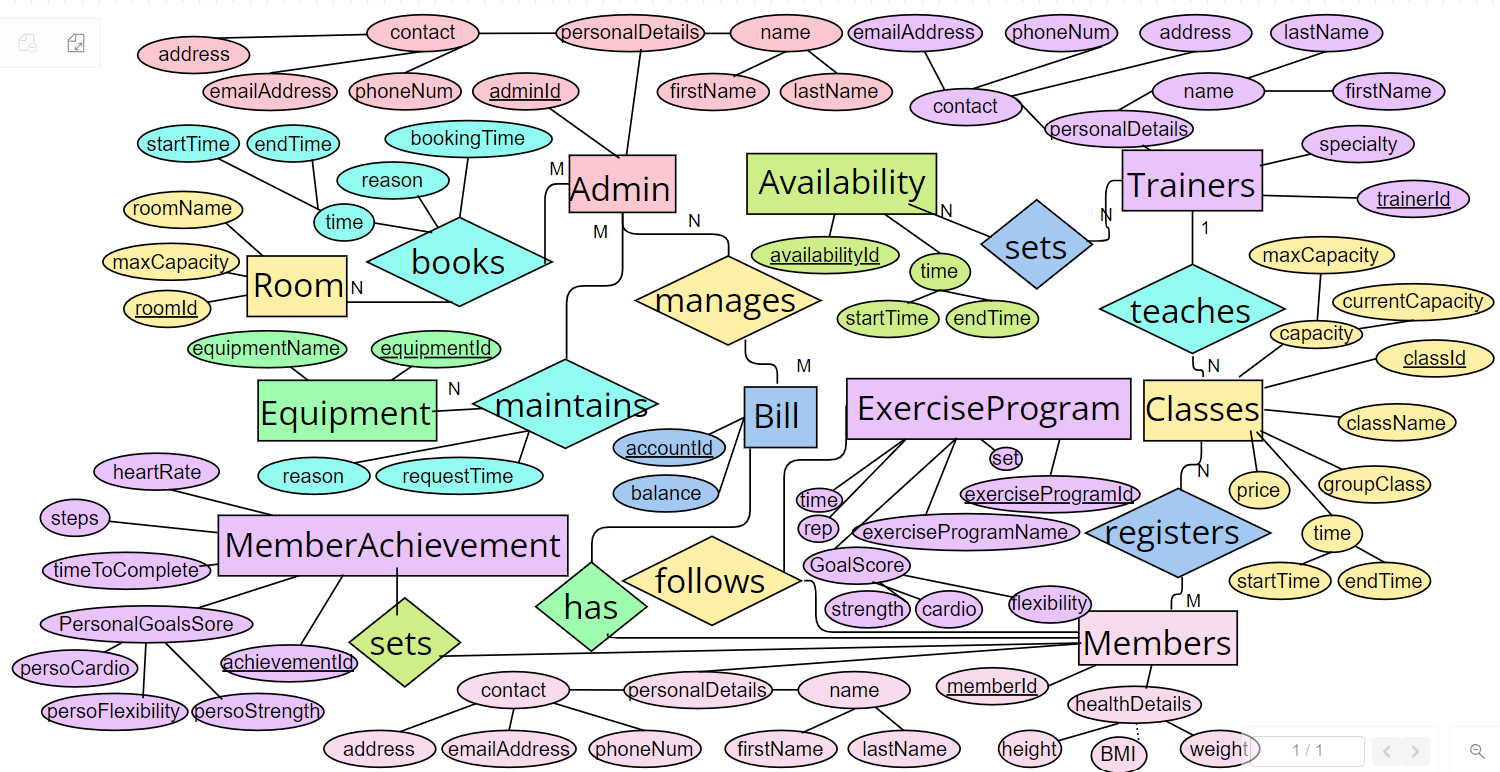 contact
personalDetails
name
emailAddress
phoneNum
address
lastName
address
emailAddress
phoneNum
adminId
firstName
lastName
contact
name
firstName
personalDetails
startTime
endTime
bookingTime
specialty
reason
M
Admin
Availability
Trainers
trainerId
roomName
time
M
N
N
N
1
maxCapacity
books
availabilityId
sets
maxCapacity
time
Room
N
manages
currentCapacity
roomId
startTime
endTime
teaches
capacity
equipmentName
equipmentId
classId
M
N
N
Equipment
maintains
Bill
ExerciseProgram
Classes
className
accountId
set
heartRate
N
reason
requestTime
balance
time
exerciseProgramId
price
groupClass
steps
rep
exerciseProgramName
registers
time
MemberAchievement
timeToComplete
GoalScore
follows
startTime
endTime
has
strength
cardio
flexibility
M
PersonalGoalsSore
sets
Members
persoCardio
achievementId
contact
personalDetails
name
memberId
healthDetails
persoFlexibility
persoStrength
address
emailAddress
phoneNum
firstName
lastName
height
BMI
weight
1 / 1